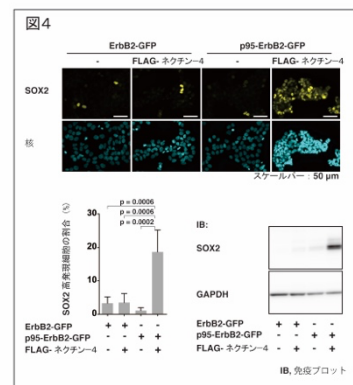 図4
ErbB2-GFP p95-ErbB2-GFP
- FLAG-ネクチン-4 - FLAG-ネクチン-4
SOX2
核
スケールバー：50 μm
SOX2 高発現細胞の割合 (%)
30
20
10
0
p = 0.0006
p = 0.0006
p = 0.0002
ErbB2-GFP + + - -
p95-ErbB2-GFP - - + +
FLAG-ネクチン-4 - + - +
IB:
SOX2
GAPDH
ErbB2-GFP + + - -
p95-ErbB2-GFP - - + +
FLAG-ネクチン-4 - + - +
IB, 免疫ブロット